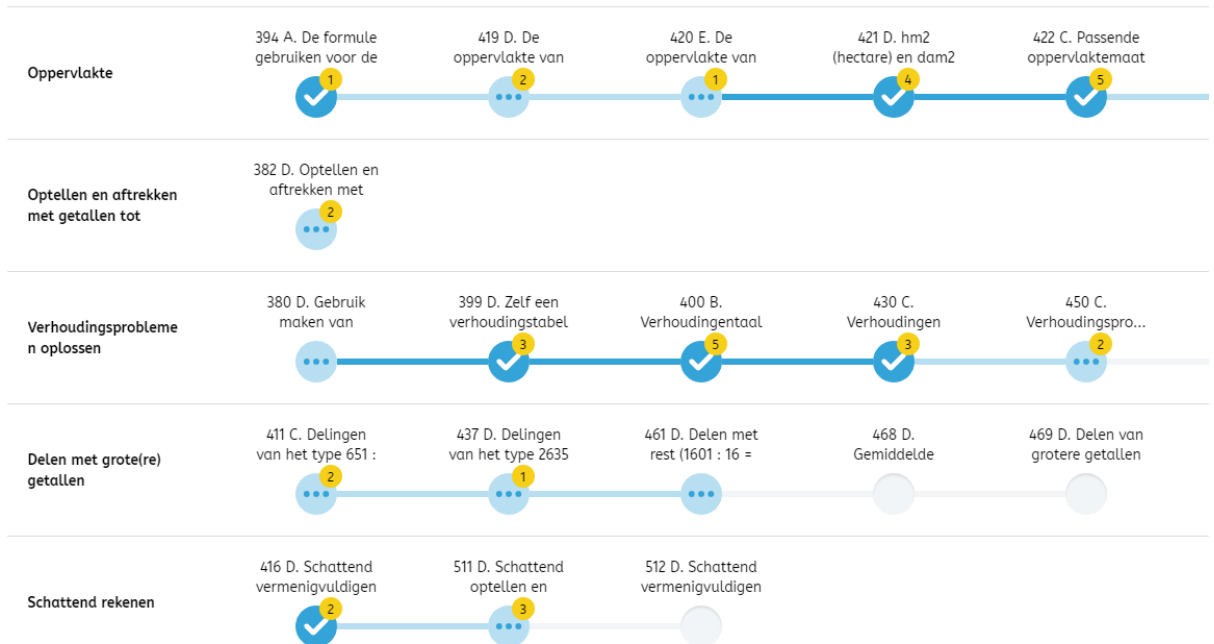 394 A. De formule
gebruiken voor de
419 D. De
oppervlakte van
420 E. De
oppervlakte van
421 D. hm2
(hectare) en dam2
422 C. Passende
oppervlaktemaat
Oppervlakte
1
2
1
4
5
382 D. Optellen en
aftrekken met
Optellen en aftrekken
met getallen tot
2
380 D. Gebruik
maken van
399 D. Zelf een
verhoudingstabel
400 B.
Verhoudingentaal
430 C.
Verhoudingen
450 C.
Verhoudingspro...
Verhoudingsprobleme
n oplossen
3
5
3
2
411 C. Delingen
van het type 651 :
437 D. Delingen
van het type 2635
461 D. Delen met
rest (1601 : 16 =
468 D.
Gemiddelde
469 D. Delen van
grotere getallen
Delen met grote(re)
getallen
2
1
416 D. Schattend
vermenigvuldigen
511 D. Schattend
optellen en
512 D. Schattend
vermenigvuldigen
Schattend rekenen
2
3